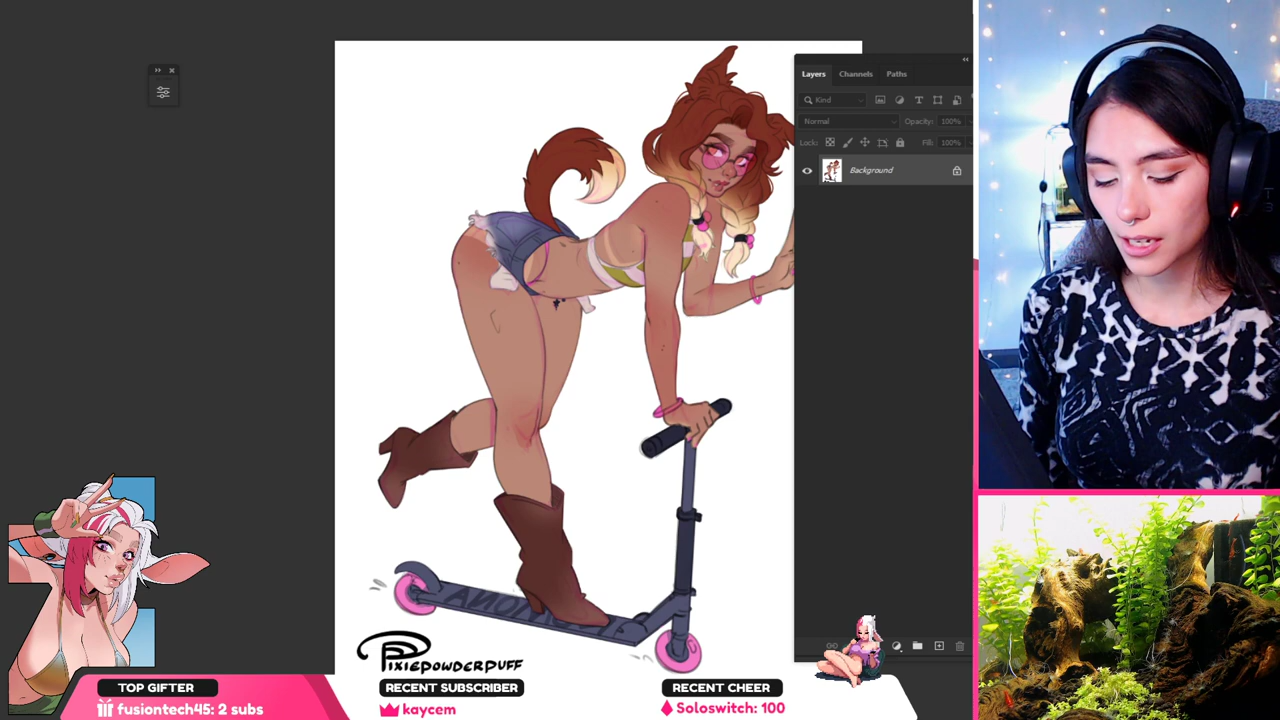 Layers Channels Paths
Kind
Normal Opacity: 100%
Lock: Fill: 100%
Background
PIXIEPOWDERPUFF
TOP GIFTER
fusiontech45: 2 subs
RECENT SUBSCRIBER
kaycem
RECENT CHEER
Soloswitch: 100